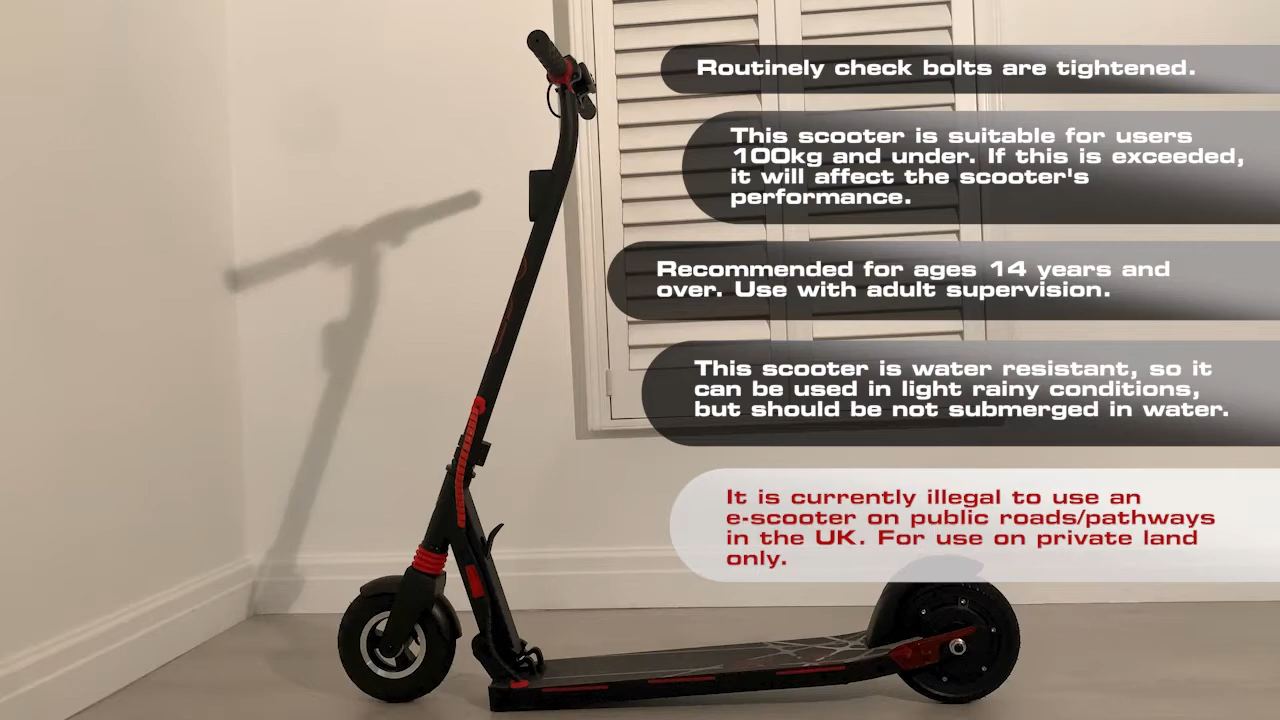 Routinely check bolts are tightened.
This scooter is suitable for users
100kg and under. If this is exceeded,
it will affect the scooter's
performance.
Recommended for ages 14 years and
over. Use with adult supervision.
This scooter is water resistant, so it
can be used in light rainy conditions,
but should be not submerged in water.
It is currently illegal to use an
e-scooter on public roads/pathways
in the UK. For use on private land
only.